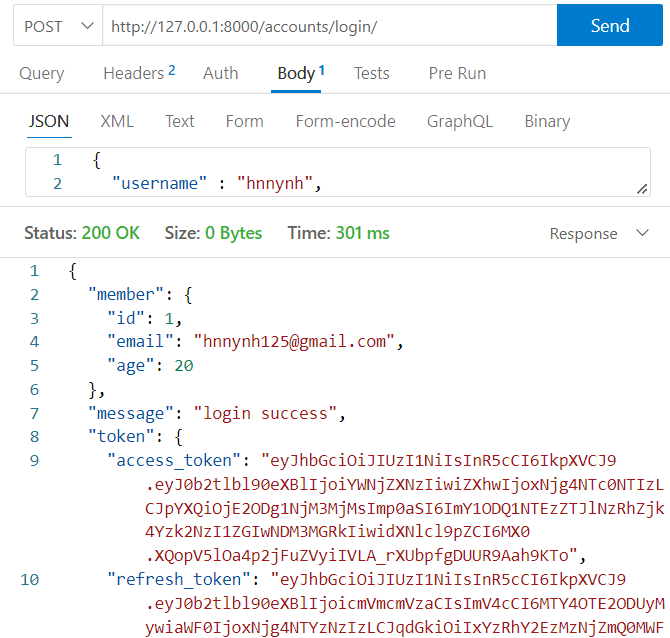 POST http://127.0.0.1:8000/accounts/login/ Send
Query Headers 2 Auth Body 1 Tests Pre Run
JSON XML Text Form Form-encode GraphQL Binary
1 {
2 "username" : "hnnynh",
Status: 200 OK Size: 0 Bytes Time: 301 ms Response
1 {
2 "member": {
3 "id": 1,
4 "email": "hnnynh125@gmail.com",
5 "age": 20
6 },
7 "message": "login success",
8 "token": {
9 "access_token": "eyJhbGciOiJIUzI1NiIsInR5cCI6IkpXVCJ9
.eyJ0b2tlbl90eXBlIjoiYWNjZXNzIiwiZXhwIjoxNjg4NTc0NTIzL
CJpYXQiOjE2ODg1NjM3MjMsImp0aSI6ImY1ODQ1NTEzZTJlNzRhZjk
4Yzk2NzI1ZGIwNDM3MGRkIiwidXNlcl9pZCI6MX0
.XQopV5lOa4p2jFuZVyiIVLA_rXUbpfgDUUR9Aah9KTo",
10 "refresh_token": "eyJhbGciOiJIUzI1NiIsInR5cCI6IkpXVCJ9
.eyJ0b2tlbl90eXBlIjoicmVmcmVzaCIsImV4cCI6MTY4OTE2ODUyM
ywiaWF0IjoxNjg4NTYzNzIzLCJqdGkiOiIxYzRhY2EzMzNjZmQ0MWF